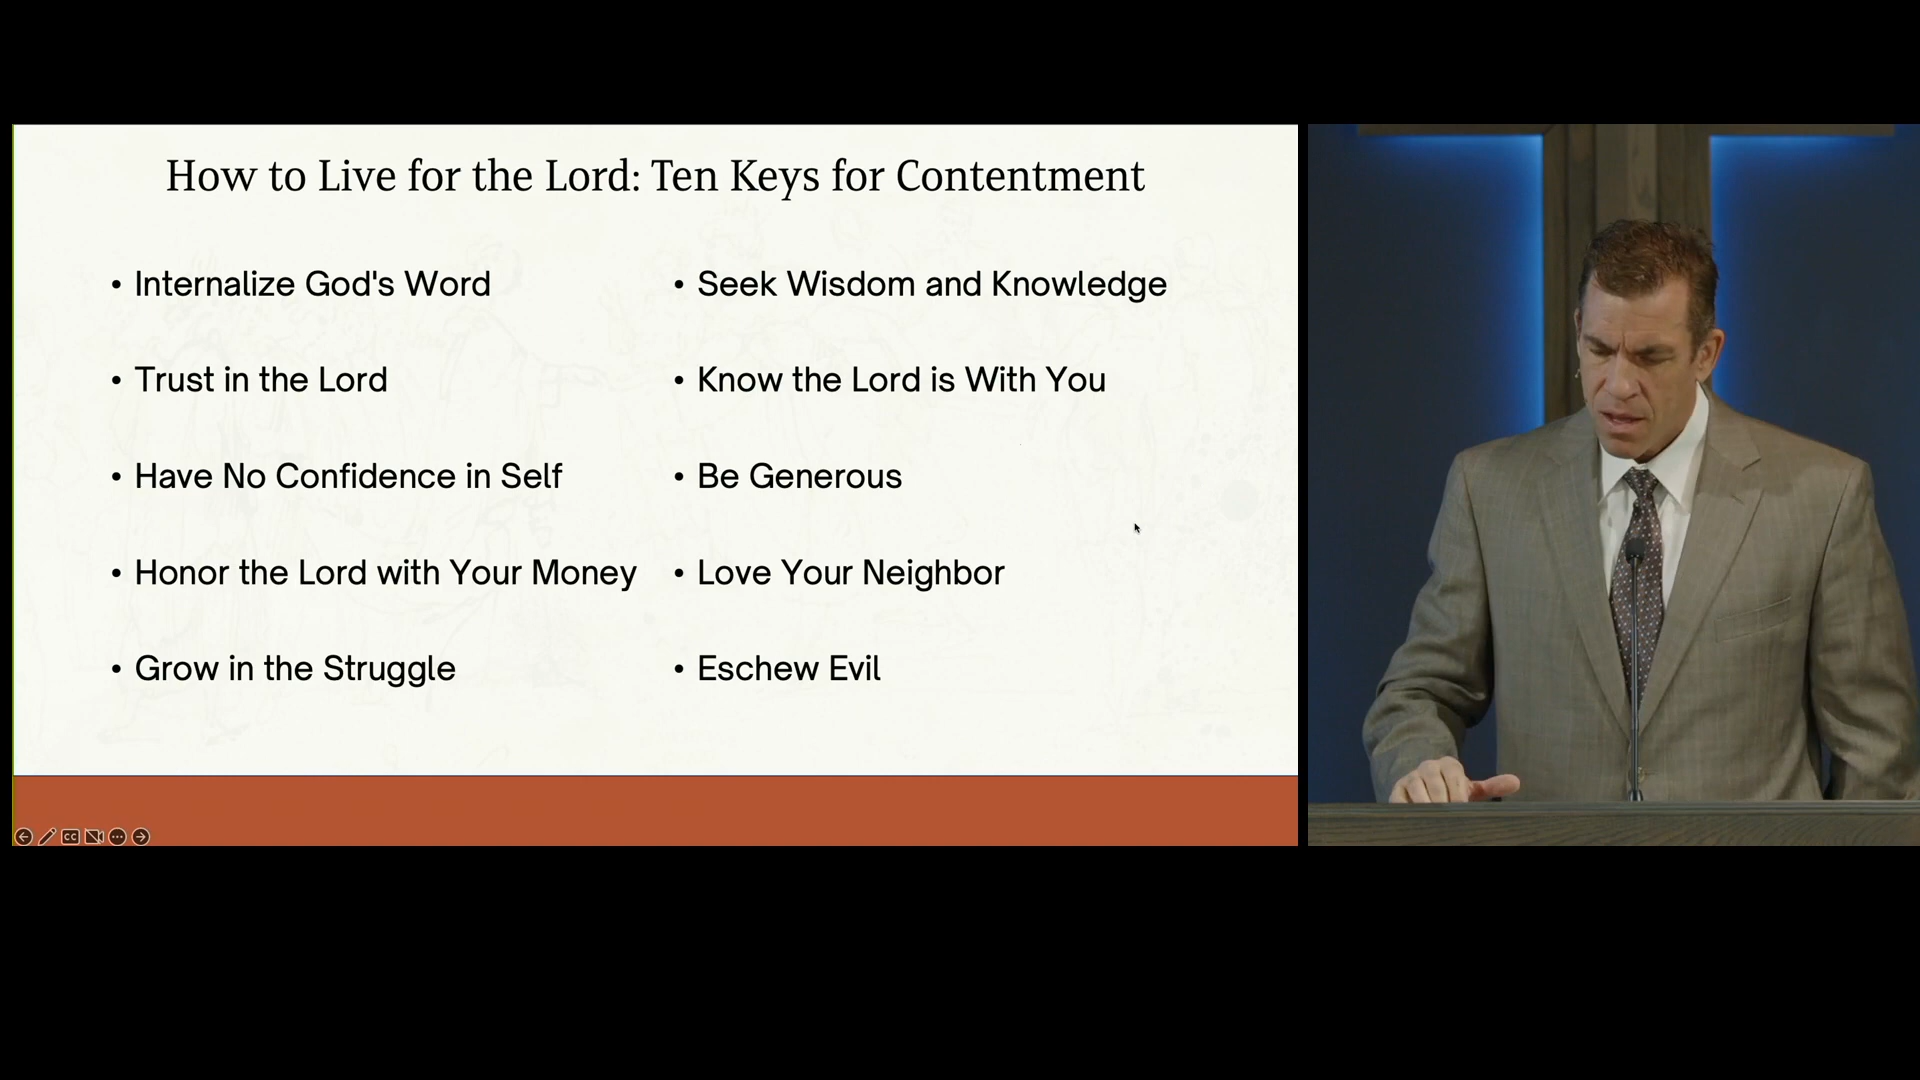 How to Live for the Lord: Ten Keys for Contentment
• Internalize God's Word
• Trust in the Lord
• Have No Confidence in Self
• Honor the Lord with Your Money
• Grow in the Struggle
• Seek Wisdom and Knowledge
• Know the Lord is With You
• Be Generous
• Love Your Neighbor
• Eschew Evil
CC